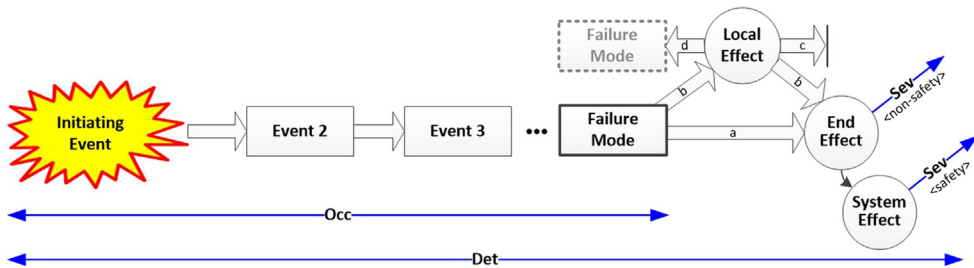 Failure
Mode
d
Local
Effect
c
b
b
Sev
<non-safety>
Initiating
Event
Event 2
Event 3
•••
Failure
Mode
a
End
Effect
Sev
<safety>
System
Effect
Occ
Det